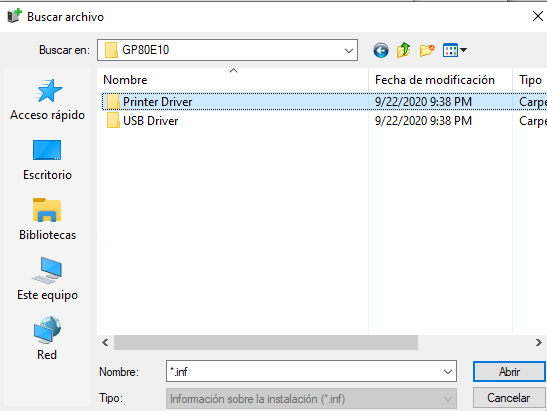 Buscar archivo
Buscar en: GP80E10
Nombre Fecha de modificación Tipo
Printer Driver 9/22/2020 9:38 PM Carpe
USB Driver 9/22/2020 9:38 PM Carpe
Acceso rápido
Escritorio
Bibliotecas
Este equipo
Red
Nombre: *.inf Abrir
Tipo: Información sobre la instalación (*.inf) Cancelar